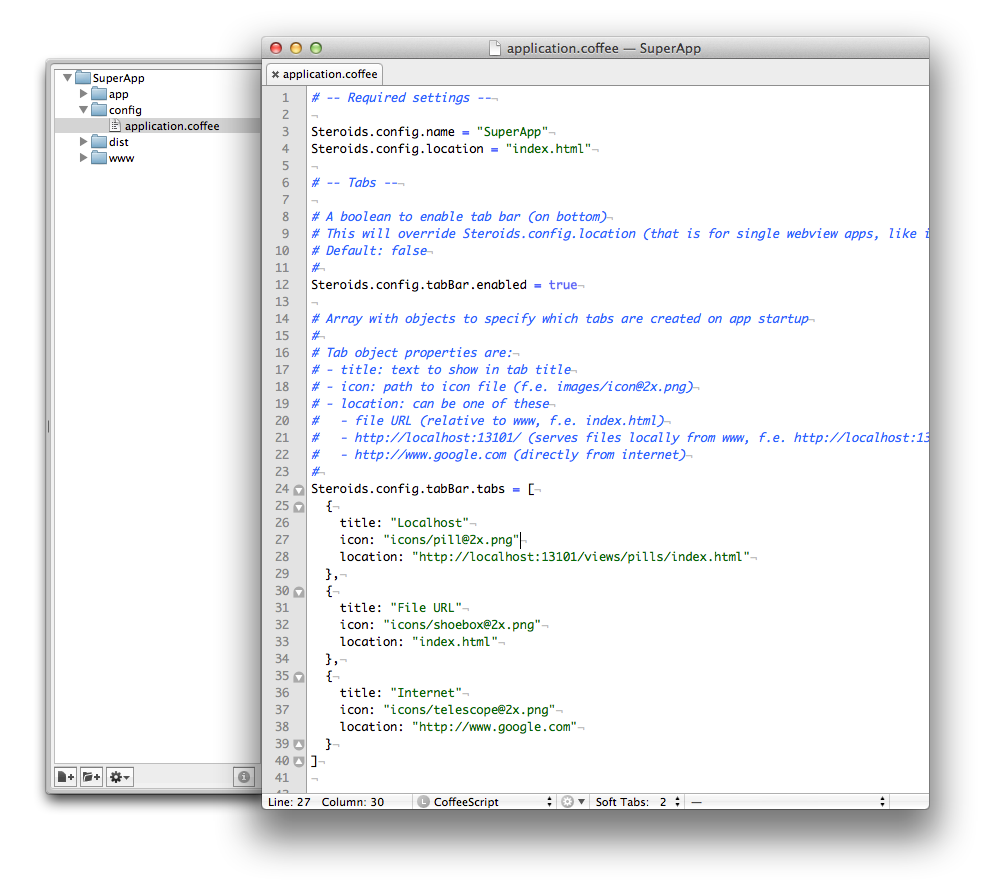 application.coffee — SuperApp
SuperApp
app
config
application.coffee
dist
www
application.coffee
1 # -- Required settings --¬
2 ¬
3 Steroids.config.name = "SuperApp"¬
4 Steroids.config.location = "index.html"¬
5 ¬
6 # -- Tabs --¬
7 ¬
8 # A boolean to enable tab bar (on bottom)¬
9 # This will override Steroids.config.location (that is for single webview apps, like i
10 # Default: false¬
11 #¬
12 Steroids.config.tabBar.enabled = true¬
13 ¬
14 # Array with objects to specify which tabs are created on app startup¬
15 #¬
16 # Tab object properties are:¬
17 # - title: text to show in tab title¬
18 # - icon: path to icon file (f.e. images/icon@2x.png)¬
19 # - location: can be one of these¬
20 #   - file URL (relative to www, f.e. index.html)¬
21 #   - http://localhost:13101/ (serves files locally from www, f.e. http://localhost:13
22 #   - http://www.google.com (directly from internet)¬
23 #¬
24 Steroids.config.tabBar.tabs = [¬
25   {¬
26     title: "Localhost"¬
27     icon: "icons/pill@2x.png"¬
28     location: "http://localhost:13101/views/pills/index.html"¬
29   },¬
30   {¬
31     title: "File URL"¬
32     icon: "icons/shoebox@2x.png"¬
33     location: "index.html"¬
34   },¬
35   {¬
36     title: "Internet"¬
37     icon: "icons/telescope@2x.png"¬
38     location: "http://www.google.com"¬
39   }¬
40 ]¬
41 ¬
Line: 27 Column: 30 L CoffeeScript Soft Tabs: 2 —